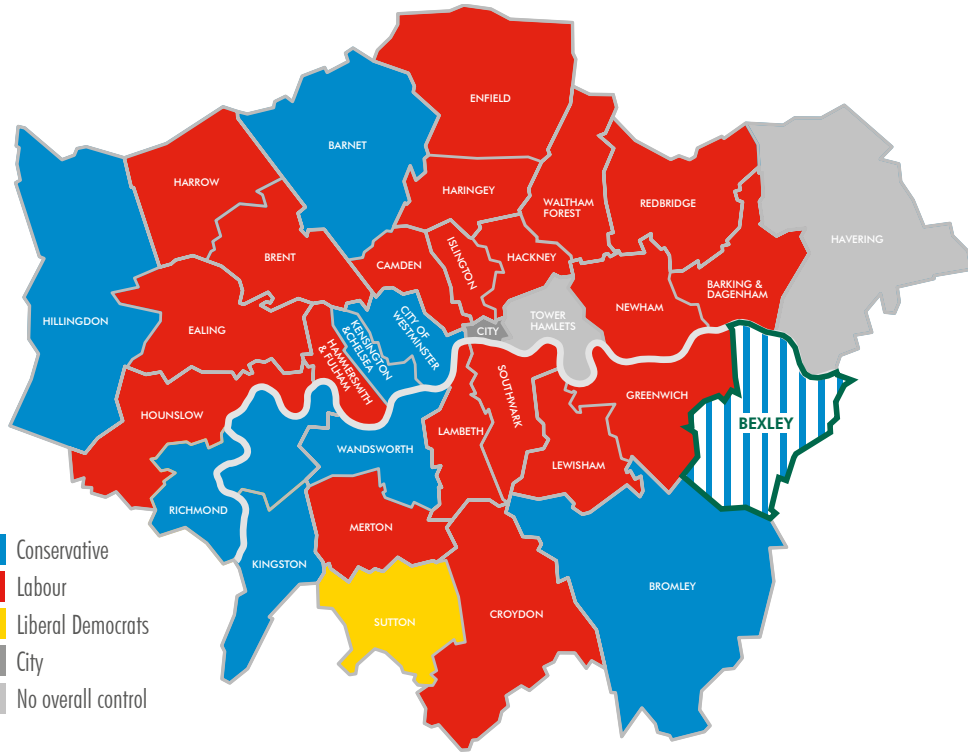 ENFIELD
BARNET
HARROW
HARINGEY
WALTHAM
FOREST
REDBRIDGE
HAVERING
BRENT
CAMDEN
ISLINGTON
HACKNEY
BARKING &
DAGENHAM
NEWHAM
HILLINGDON
EALING
HAMMERSMITH
& FULHAM
KENSINGTON
&CHELSEA
CITY OF
WESTMINSTER
CITY
TOWER
HAMLETS
HOUNSLOW
WANDSWORTH
LAMBETH
SOUTHWARK
GREENWICH
BEXLEY
LEWISHAM
RICHMOND
MERTON
KINGSTON
BROMLEY
SUTTON
CROYDON
Conservative
Labour
Liberal Democrats
City
No overall control